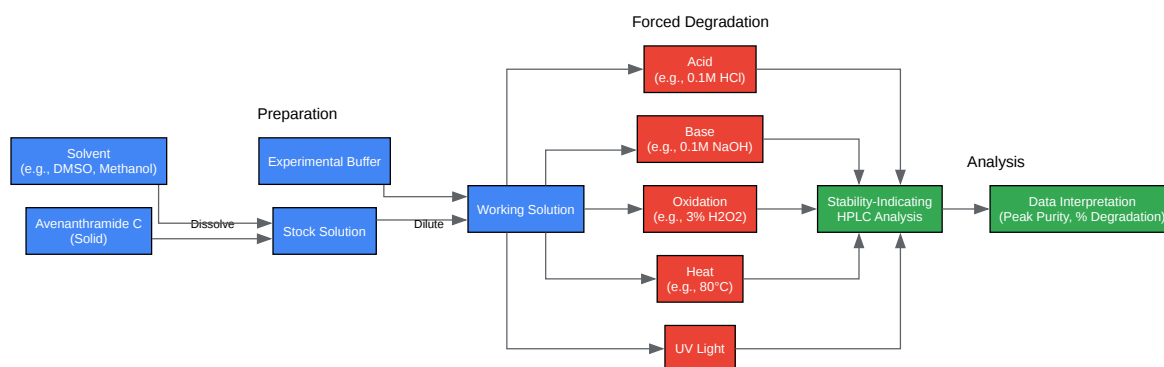 Forced Degradation
Acid
(e.g., 0.1M HCl)
Preparation
Solvent
(e.g., DMSO, Methanol)
Experimental Buffer
Base
(e.g., 0.1M NaOH)
Analysis
Avenanthramide C
(Solid)
Dissolve
Stock Solution
Dilute
Working Solution
Oxidation
(e.g., 3% H2O2)
Stability-Indicating
HPLC Analysis
Data Interpretation
(Peak Purity, % Degradation)
Heat
(e.g., 80°C)
UV Light